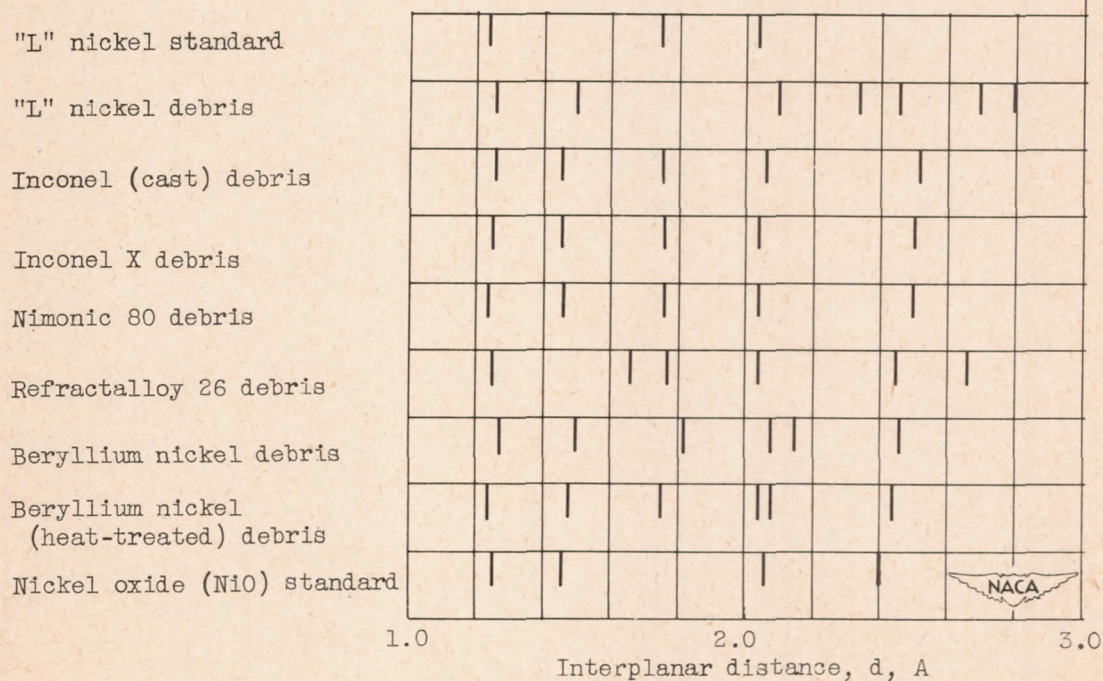 "L" nickel standard
"L" nickel debris
Inconel (cast) debris
Inconel X debris
Nimonic 80 debris
Refractalloy 26 debris
Beryllium nickel debris
Beryllium nickel
(heat-treated) debris
Nickel oxide (NiO) standard
NACA
1.0 2.0 3.0
Interplanar distance, d, A